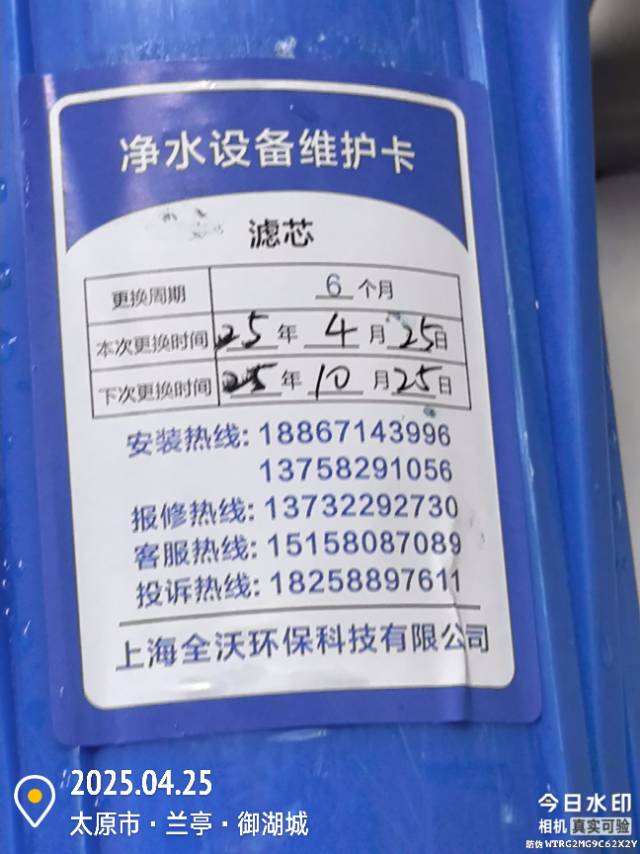 净水设备维护卡
滤芯
更换周期 6 个月
本次更换时间 25 年 4 月 25 日
下次更换时间 25 年 10 月 25 日
安装热线: 18867143996
13758291056
报修热线: 13732292730
客服热线: 15158087089
投诉热线: 18258897611
上海全沃环保科技有限公司
2025.04.25
太原市·兰亭·御湖城
今日水印
相机 真实可验
防伪 WTRG2MG9C62X2Y